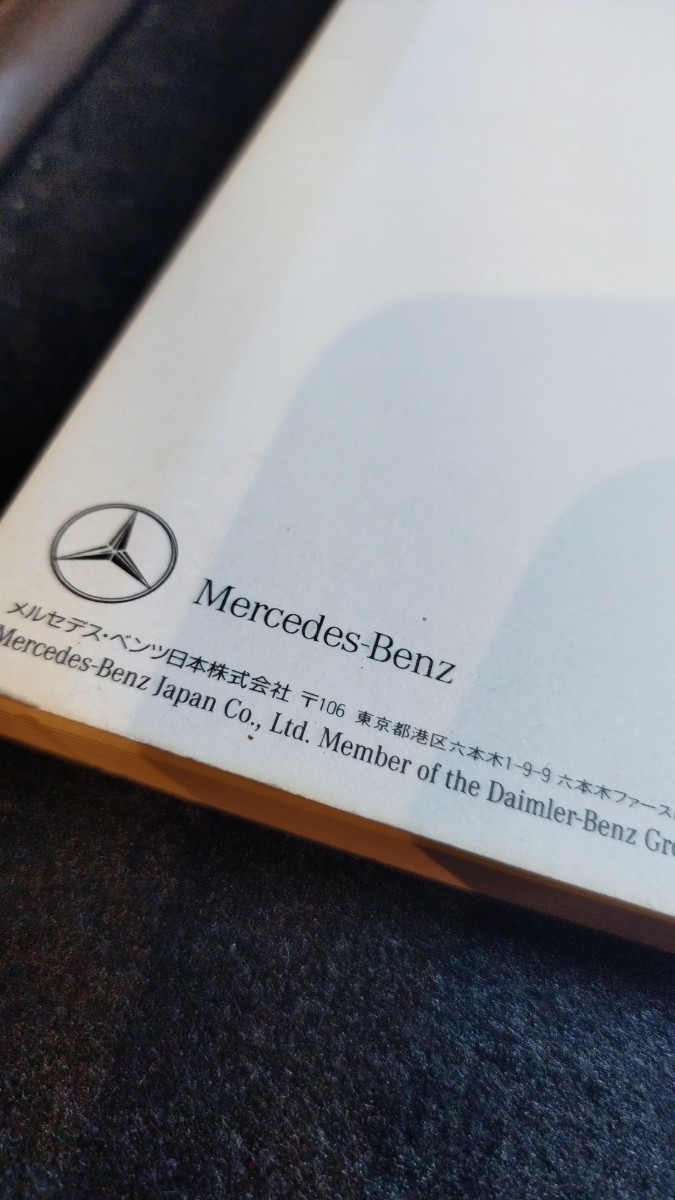 Mercedes-Benz
メルセデス・ベンツ日本株式会社 〒106 東京都港区六本木1-9-9 六本木ファース
Mercedes-Benz Japan Co., Ltd. Member of the Daimler-Benz